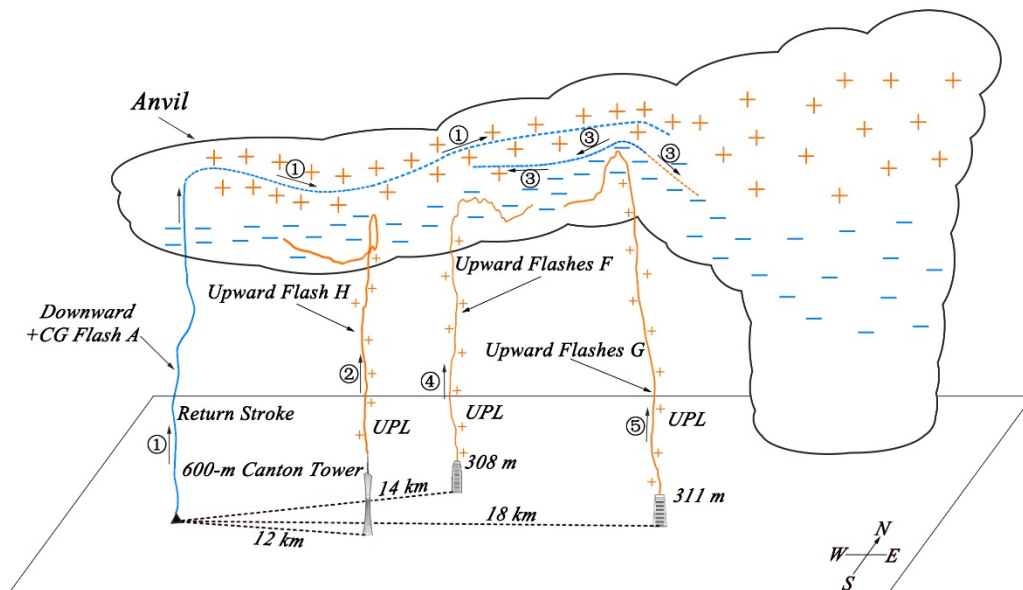 Anvil
①
①
③
③
③
Upward Flash H
Upward Flashes F
Downward
+CG Flash A
Upward Flashes G
②
④
⑤
Return Stroke
UPL
UPL
UPL
①
600-m Canton Tower
308 m
14 km
311 m
18 km
12 km
N
W
E
S